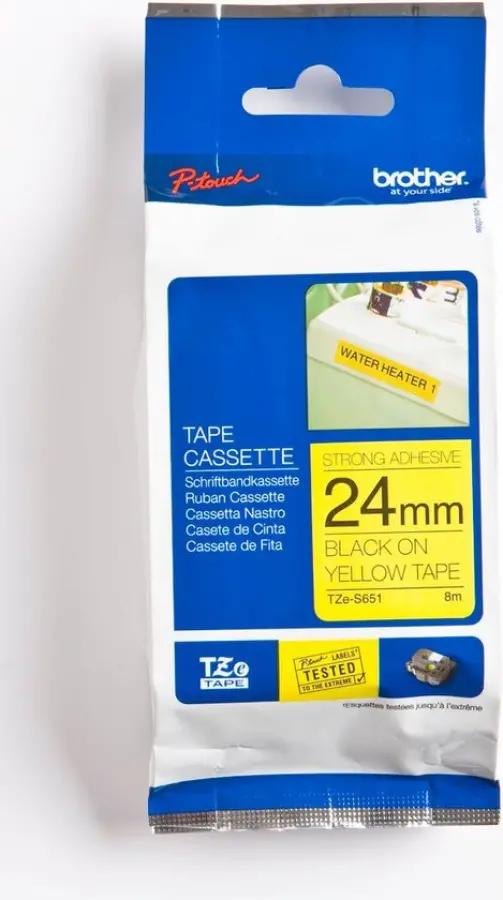 P-touch
brother
at your side
WATER HEATER 1
TAPE
CASSETTE
Schriftbandkassette
Ruban Cassette
Cassetta Nastro
Casete de Cinta
Cassete de Fita
STRONG ADHESIVE
24mm
BLACK ON
YELLOW TAPE
TZe-S651 8m
TZe
TAPE
P-touch LABELS
TESTED
TO THE EXTREME
Etiquettes testées jusqu'à l'extrême